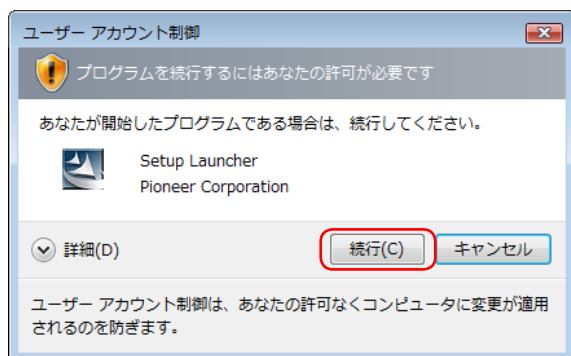 ユーザー アカウント制御
プログラムを続行するにはあなたの許可が必要です
あなたが開始したプログラムである場合は、続行してください。
Setup Launcher
Pioneer Corporation
詳細(D)
続行(C)
キャンセル
ユーザー アカウント制御は、あなたの許可なくコンピュータに変更が適用
されるのを防ぎます。